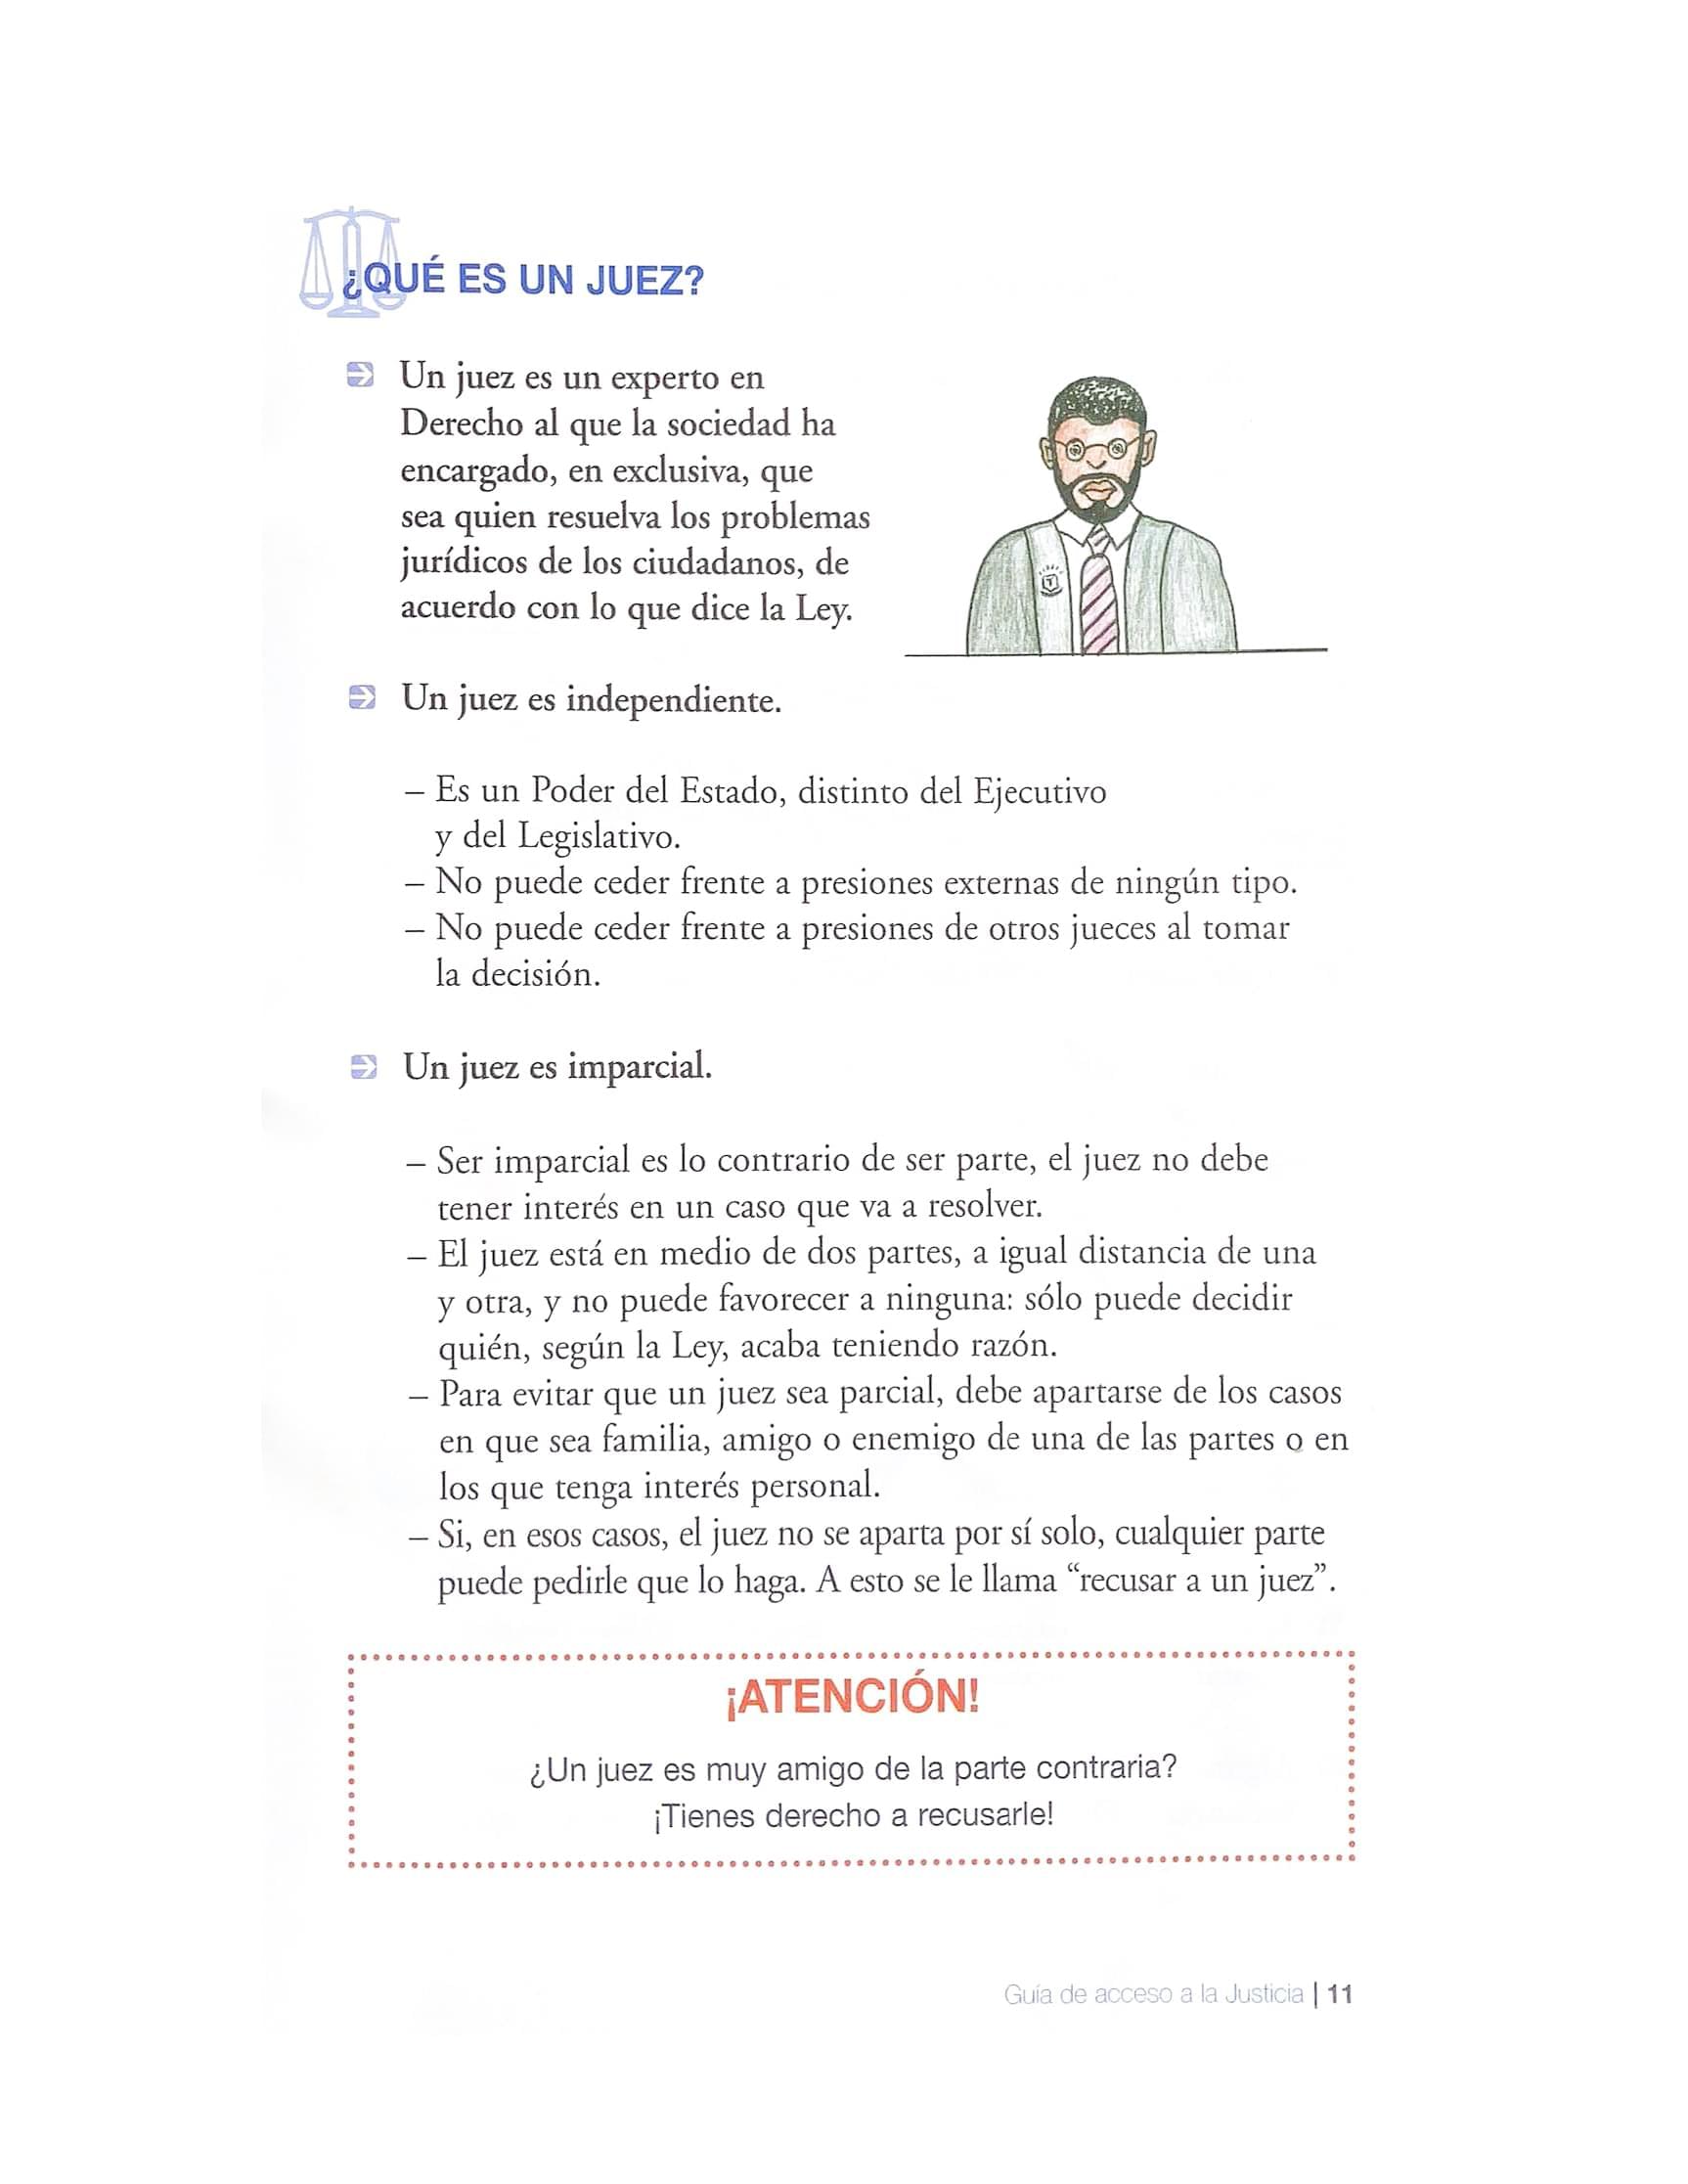 ¿QUÉ ES UN JUEZ?
Un juez es un experto en
Derecho al que la sociedad ha
encargado, en exclusiva, que
sea quien resuelva los problemas
jurídicos de los ciudadanos, de
acuerdo con lo que dice la Ley.
Un juez es independiente.
– Es un Poder del Estado, distinto del Ejecutivo
y del Legislativo.
– No puede ceder frente a presiones externas de ningún tipo.
– No puede ceder frente a presiones de otros jueces al tomar
la decisión.
Un juez es imparcial.
– Ser imparcial es lo contrario de ser parte, el juez no debe
tener interés en un caso que va a resolver.
– El juez está en medio de dos partes, a igual distancia de una
y otra, y no puede favorecer a ninguna: sólo puede decidir
quién, según la Ley, acaba teniendo razón.
– Para evitar que un juez sea parcial, debe apartarse de los casos
en que sea familia, amigo o enemigo de una de las partes o en
los que tenga interés personal.
– Si, en esos casos, el juez no se aparta por sí solo, cualquier parte
puede pedirle que lo haga. A esto se le llama “recusar a un juez”.
¡ATENCIÓN!
¿Un juez es muy amigo de la parte contraria?
¡Tienes derecho a recusarle!
Guía de acceso a la Justicia | 11